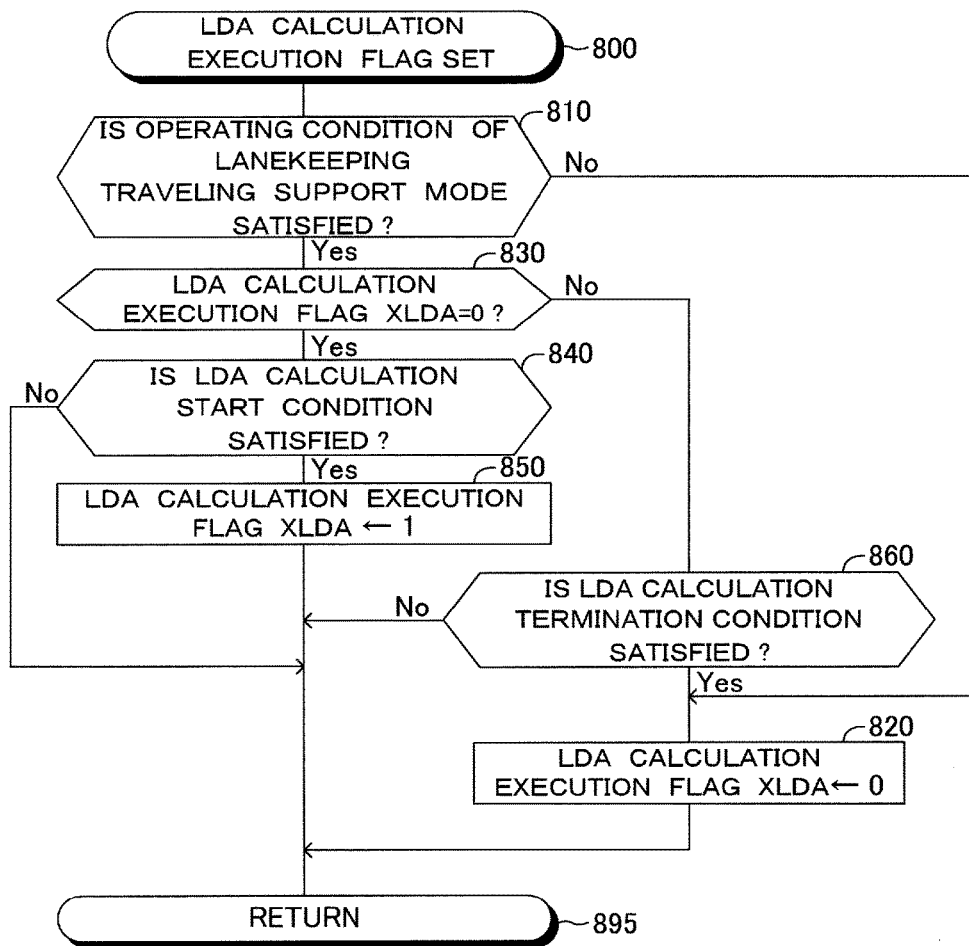 LDA CALCULATION
EXECUTION FLAG SET
800
810
IS OPERATING CONDITION OF
LANEKEEPING
TRAVELING SUPPORT MODE
SATISFIED ?
No
Yes
830
LDA CALCULATION
EXECUTION FLAG XLDA=0 ?
No
Yes
840
IS LDA CALCULATION
START CONDITION
SATISFIED ?
No
Yes
850
LDA CALCULATION EXECUTION
FLAG XLDA ← 1
860
IS LDA CALCULATION
TERMINATION CONDITION
SATISFIED ?
No
Yes
820
LDA CALCULATION
EXECUTION FLAG XLDA ← 0
RETURN
895